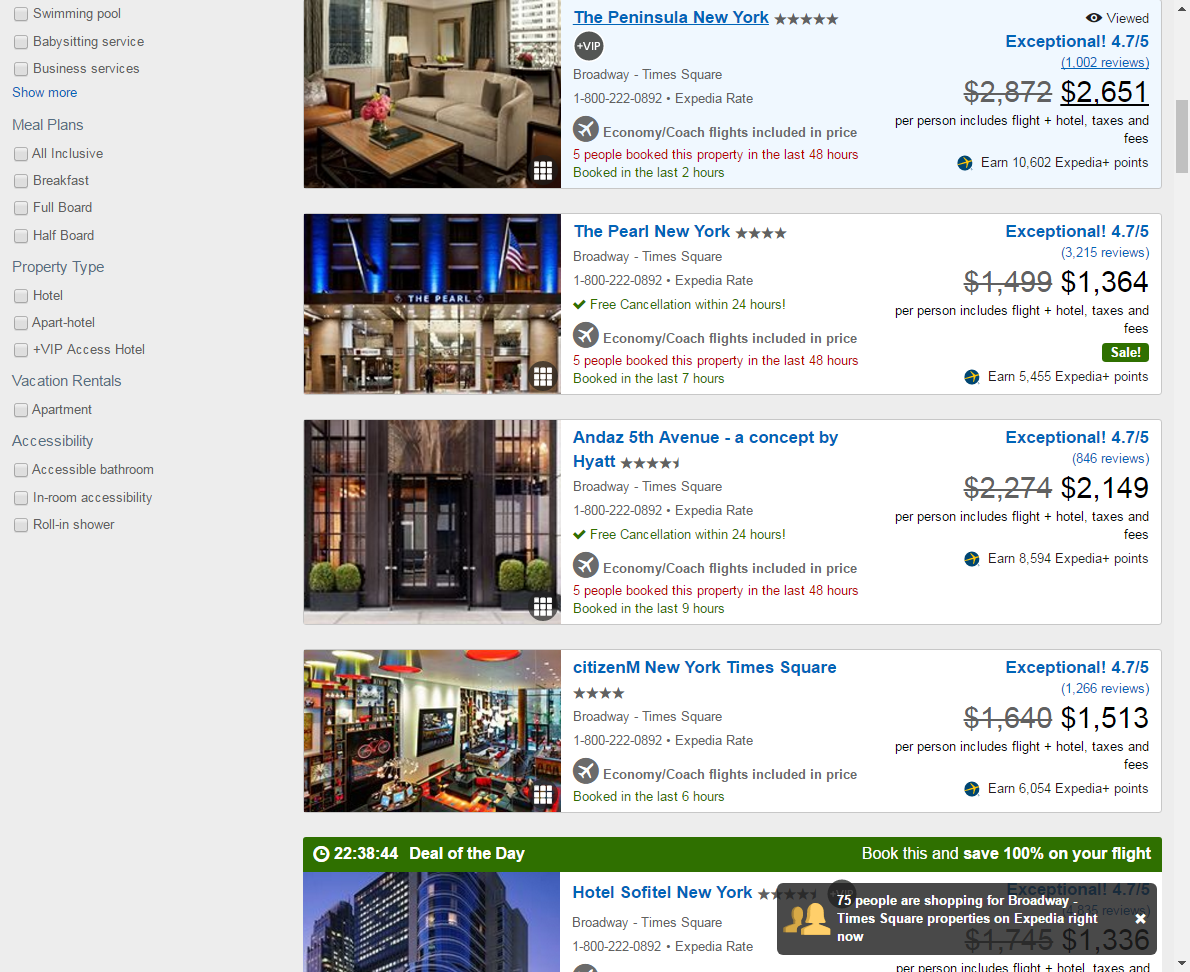 Swimming pool
Babysitting service
Business services
Show more
Meal Plans
All Inclusive
Breakfast
Full Board
Half Board
Property Type
Hotel
Apart-hotel
+VIP Access Hotel
Vacation Rentals
Apartment
Accessibility
Accessible bathroom
In-room accessibility
Roll-in shower
The Peninsula New York
+VIP
Broadway - Times Square
1-800-222-0892 • Expedia Rate
Economy/Coach flights included in price
5 people booked this property in the last 48 hours
Booked in the last 2 hours
Viewed
Exceptional! 4.7/5
(1,002 reviews)
$2,872 $2,651
per person includes flight + hotel, taxes and
fees
Earn 10,602 Expedia+ points
THE PEARL
The Pearl New York
Broadway - Times Square
1-800-222-0892 • Expedia Rate
Free Cancellation within 24 hours!
Economy/Coach flights included in price
5 people booked this property in the last 48 hours
Booked in the last 7 hours
Exceptional! 4.7/5
(3,215 reviews)
$1,499 $1,364
per person includes flight + hotel, taxes and
fees
Sale!
Earn 5,455 Expedia+ points
Andaz 5th Avenue - a concept by
Hyatt
Broadway - Times Square
1-800-222-0892 • Expedia Rate
Free Cancellation within 24 hours!
Economy/Coach flights included in price
5 people booked this property in the last 48 hours
Booked in the last 9 hours
Exceptional! 4.7/5
(846 reviews)
$2,274 $2,149
per person includes flight + hotel, taxes and
fees
Earn 8,594 Expedia+ points
citizenM New York Times Square
Broadway - Times Square
1-800-222-0892 • Expedia Rate
Economy/Coach flights included in price
Booked in the last 6 hours
Exceptional! 4.7/5
(1,266 reviews)
$1,640 $1,513
per person includes flight + hotel, taxes and
fees
Earn 6,054 Expedia+ points
22:38:44 Deal of the Day
Book this and save 100% on your flight
Hotel Sofitel New York
+VIP
Broadway - Times Square
1-800-222-0892 • Expedia Rate
Exceptional! 4.7/5
reviews)
$1,745 $1,336
per person includes flight + hotel, taxes and
75 people are shopping for Broadway -
Times Square properties on Expedia right
now